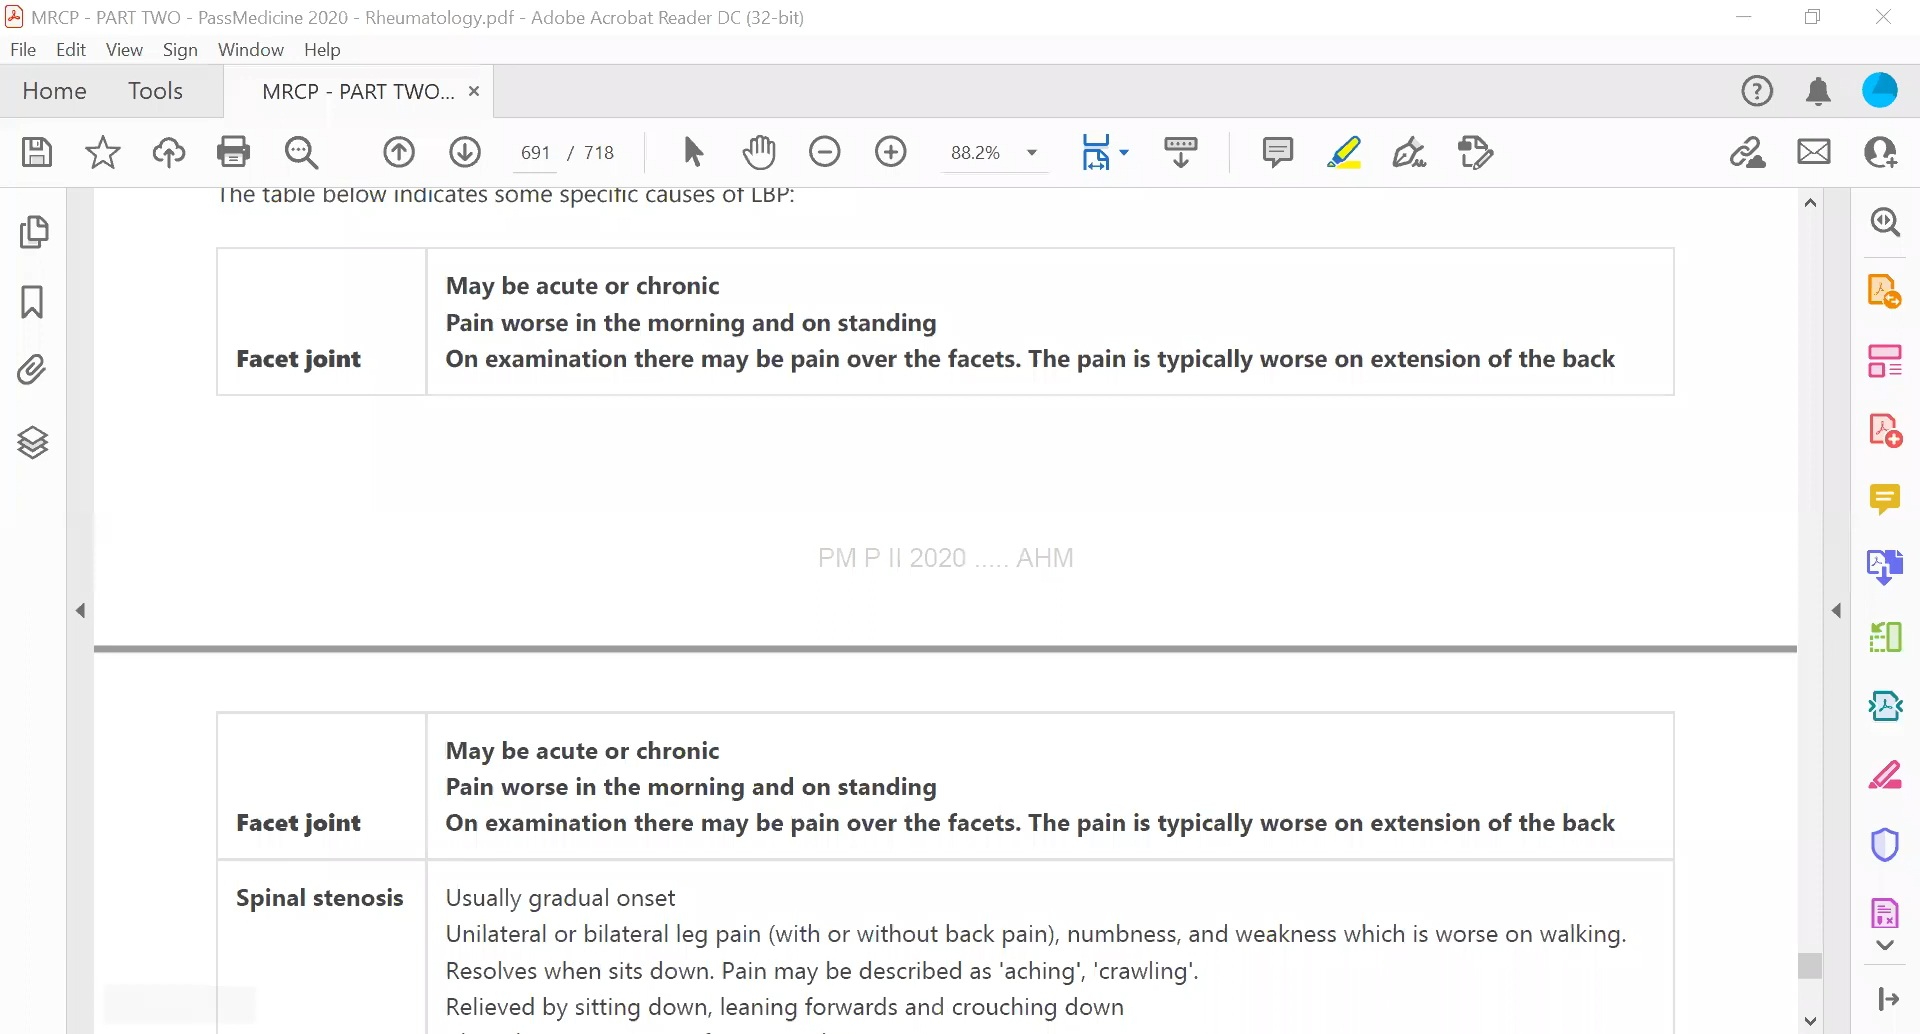 MRCP - PART TWO - PassMedicine 2020 - Rheumatology.pdf - Adobe Acrobat Reader DC (32-bit)
File Edit View Sign Window Help
Home Tools MRCP - PART TWO... ×
691 / 718 88.2%
The table below indicates some specific causes of LBP:
May be acute or chronic
Pain worse in the morning and on standing
Facet joint On examination there may be pain over the facets. The pain is typically worse on extension of the back
PM P II 2020 ..... AHM
May be acute or chronic
Pain worse in the morning and on standing
Facet joint On examination there may be pain over the facets. The pain is typically worse on extension of the back
Spinal stenosis Usually gradual onset
Unilateral or bilateral leg pain (with or without back pain), numbness, and weakness which is worse on walking.
Resolves when sits down. Pain may be described as 'aching', 'crawling'.
Relieved by sitting down, leaning forwards and crouching down